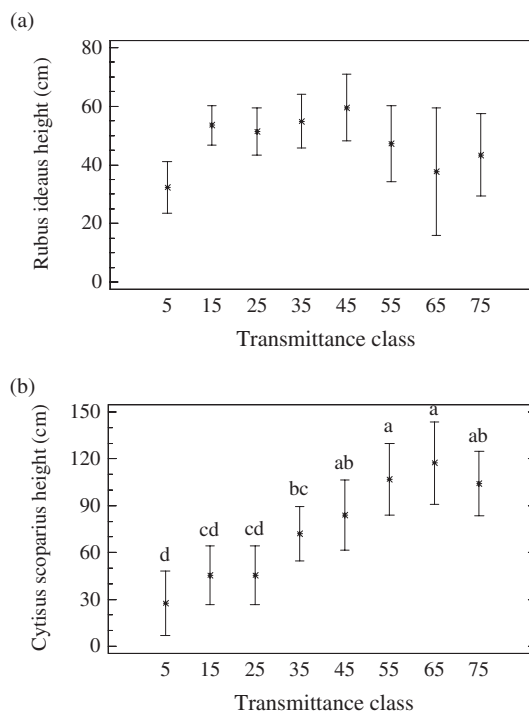 (a)
80
60
40
20
0
Rubus ideaus height (cm)
5 15 25 35 45 55 65 75
Transmittance class
(b)
150
120
90
60
30
0
Cytisus scoparius height (cm)
d cd cd bc ab a a ab
5 15 25 35 45 55 65 75
Transmittance class